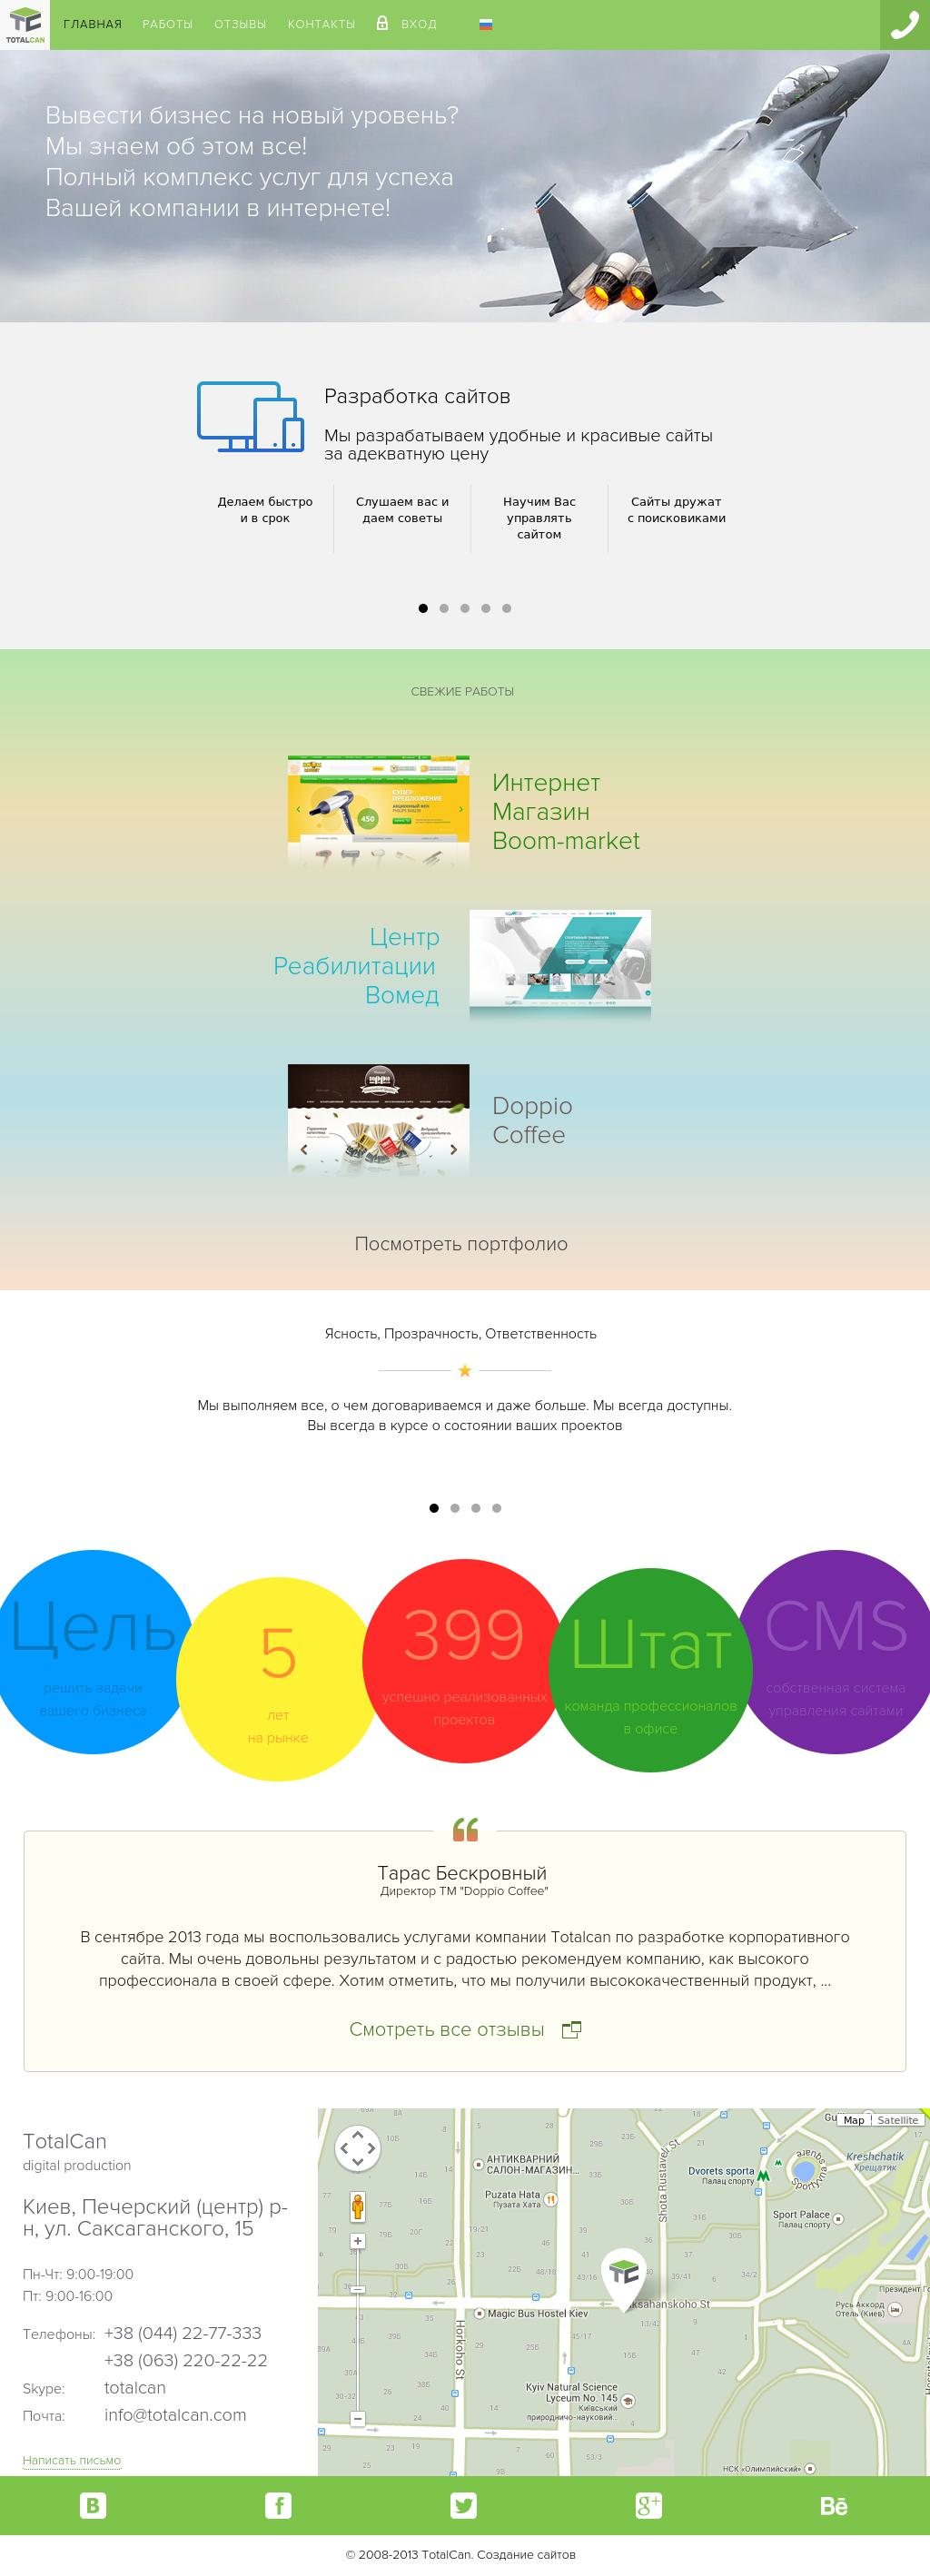 TOTALCAN
ГЛАВНАЯ РАБОТЫ ОТЗЫВЫ КОНТАКТЫ ВХОД
Вывести бизнес на новый уровень?
Мы знаем об этом все!
Полный комплекс услуг для успеха
Вашей компании в интернете!
Разработка сайтов
Мы разрабатываем удобные и красивые сайты
за адекватную цену
Делаем быстро
и в срок
Слушаем вас и
даем советы
Научим Вас
управлять
сайтом
Сайты дружат
с поисковиками
СВЕЖИЕ РАБОТЫ
СУПЕР
ПРЕДЛОЖЕНИЕ
450
Интернет
Магазин
Boom-market
Центр
Реабилитации
Вомед
DOPPIO
Doppio
Coffee
Посмотреть портфолио
Ясность, Прозрачность, Ответственность
Мы выполняем все, о чем договариваемся и даже больше. Мы всегда доступны.
Вы всегда в курсе о состоянии ваших проектов
Цель
решить задачи
вашего бизнеса
5
лет
на рынке
399
успешно реализованных
проектов
Штат
команда профессионалов
в офисе
CMS
собственная система
управления сайтами
Тарас Бескровный
Директор ТМ "Doppio Coffee"
В сентябре 2013 года мы воспользовались услугами компании Totalcan по разработке корпоративного
сайта. Мы очень довольны результатом и с радостью рекомендуем компанию, как высокого
профессионала в своей сфере. Хотим отметить, что мы получили высококачественный продукт, ...
Смотреть все отзывы
TotalCan
digital production
Киев, Печерский (центр) р-
н, ул. Саксаганского, 15
Пн-Чт: 9:00-19:00
Пт: 9:00-16:00
Телефоны: +38 (044) 22-77-333
+38 (063) 220-22-22
Skype: totalcan
Почта: info@totalcan.com
Написать письмо
Map Satellite
АНТИКВАРНИЙ
САЛОН-МАГАЗИН...
Puzata Hata
Пузата Хата
Shota Rustaveli St
Dvorets sporta
Палац спорту
Kreshchatik
Хрещатик
Sport Palace
Палац спорту
Magic Bus Hostel Kiev
Русь Аккорд
Отель (Киев)
Horkoho St
Kyiv Natural Science
Lyceum No. 145
Київський
природничо-науковий..
НСК «Олимпийский»
© 2008-2013 TotalCan. Создание сайтов